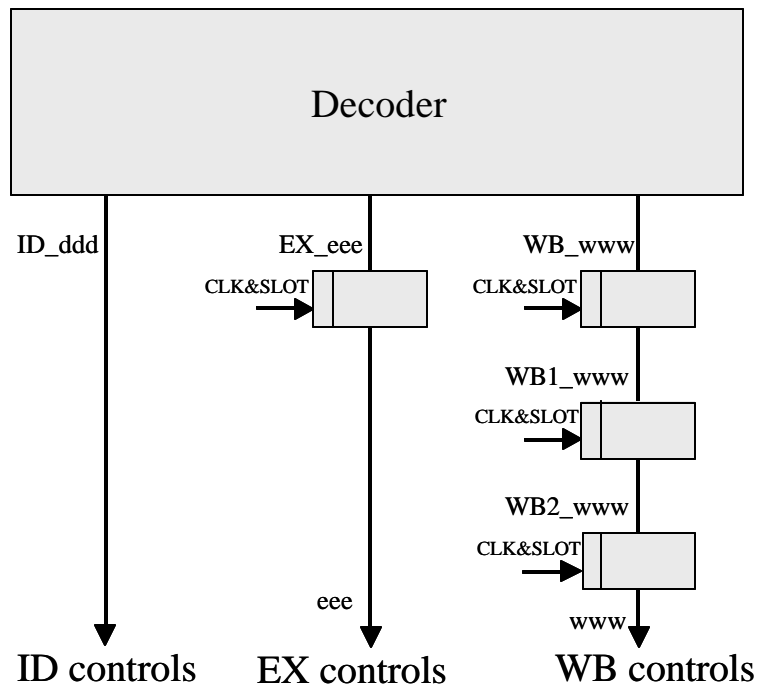 Decoder
ID_ddd
EX_eee
WB_www
CLK&SLOT
CLK&SLOT
WB1_www
CLK&SLOT
WB2_www
CLK&SLOT
eee
www
ID controls
EX controls
WB controls